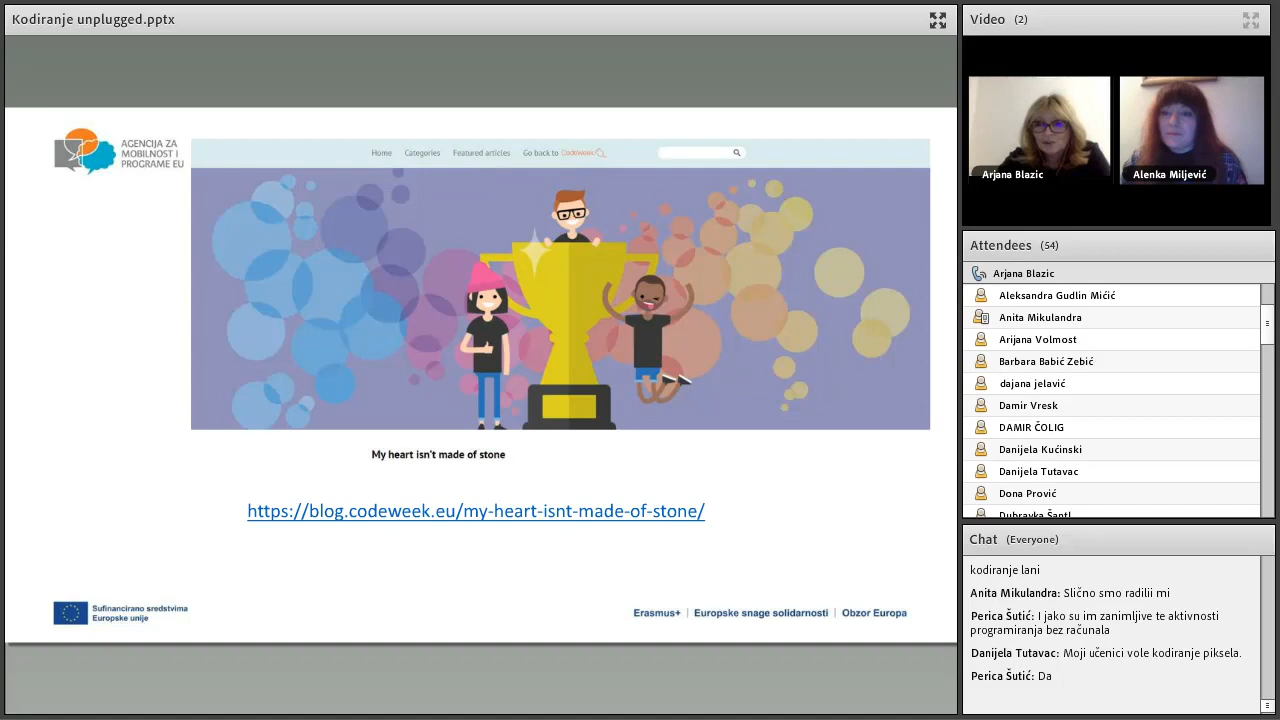 Kodiranje unplugged.pptx
AGENCIJA ZA
MOBILNOST I
PROGRAME EU
Home Categories Featured articles Go back to CodeWeek
My heart isn't made of stone
https://blog.codeweek.eu/my-heart-isnt-made-of-stone/
Sufinancirano sredstvima
Europske unije
Erasmus+ | Europske snage solidarnosti | Obzor Europa
Video (2)
Arjana Blazic
Alenka Miljević
Attendees (54)
Arjana Blazic
Aleksandra Gudlin Mićić
Anita Mikulandra
Arijana Volmost
Barbara Babić Zebić
dajana jelavić
Damir Vresk
DAMIR ČOLIG
Danijela Kućinski
Danijela Tutavac
Dona Prović
Chat (Everyone)
kodiranje lani
Anita Mikulandra: Slično smo radilii mi
Perica Šutić: I jako su im zanimljive te aktivnosti
programiranja bez računala
Danijela Tutavac: Moji učenici vole kodiranje piksela.
Perica Šutić: Da